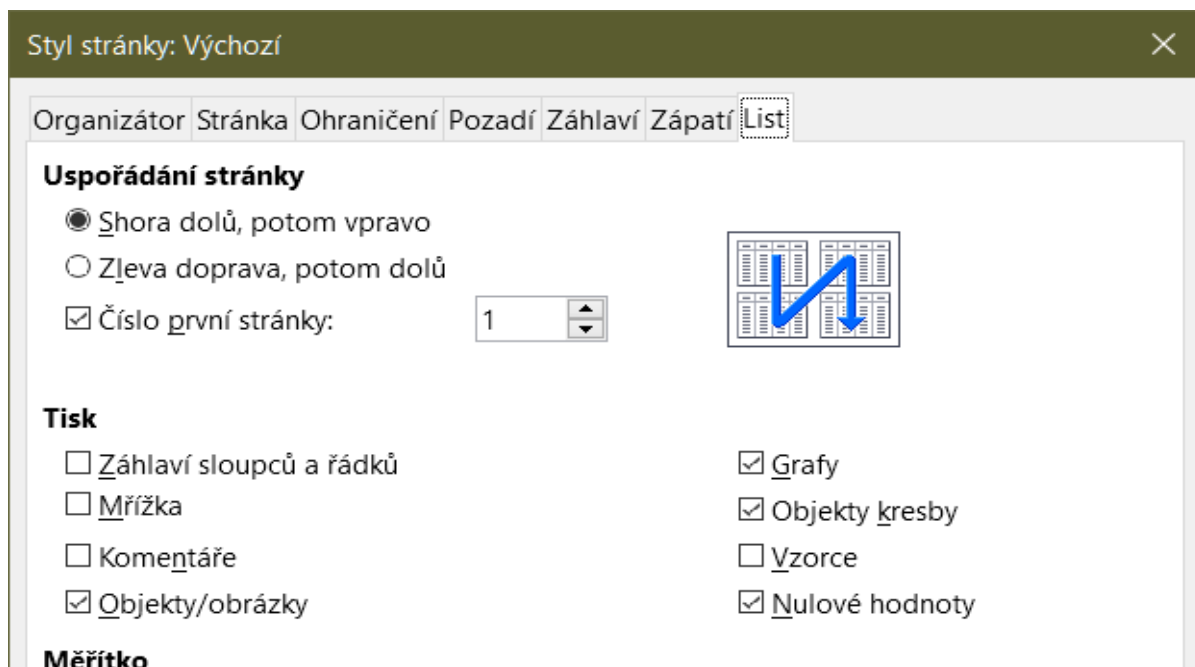 Styl stránky: Výchozí
Organizátor Stránka Ohraničení Pozadí Záhlaví Zápatí List
Uspořádání stránky
Shora dolů, potom vpravo
Zleva doprava, potom dolů
Číslo první stránky: 1
Tisk
Záhlaví sloupců a řádků
Grafy
Mřížka
Objekty kresby
Komentáře
Vzorce
Objekty/obrázky
Nulové hodnoty
Měřítko